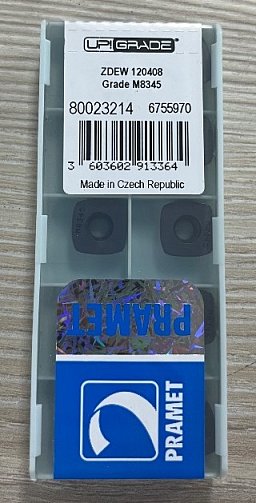 UP!GRADE®
ZDEW 120408
Grade M8345
80023214 6755970
3 603602 913364
Made in Czech Republic
PRAMET
PRAMET